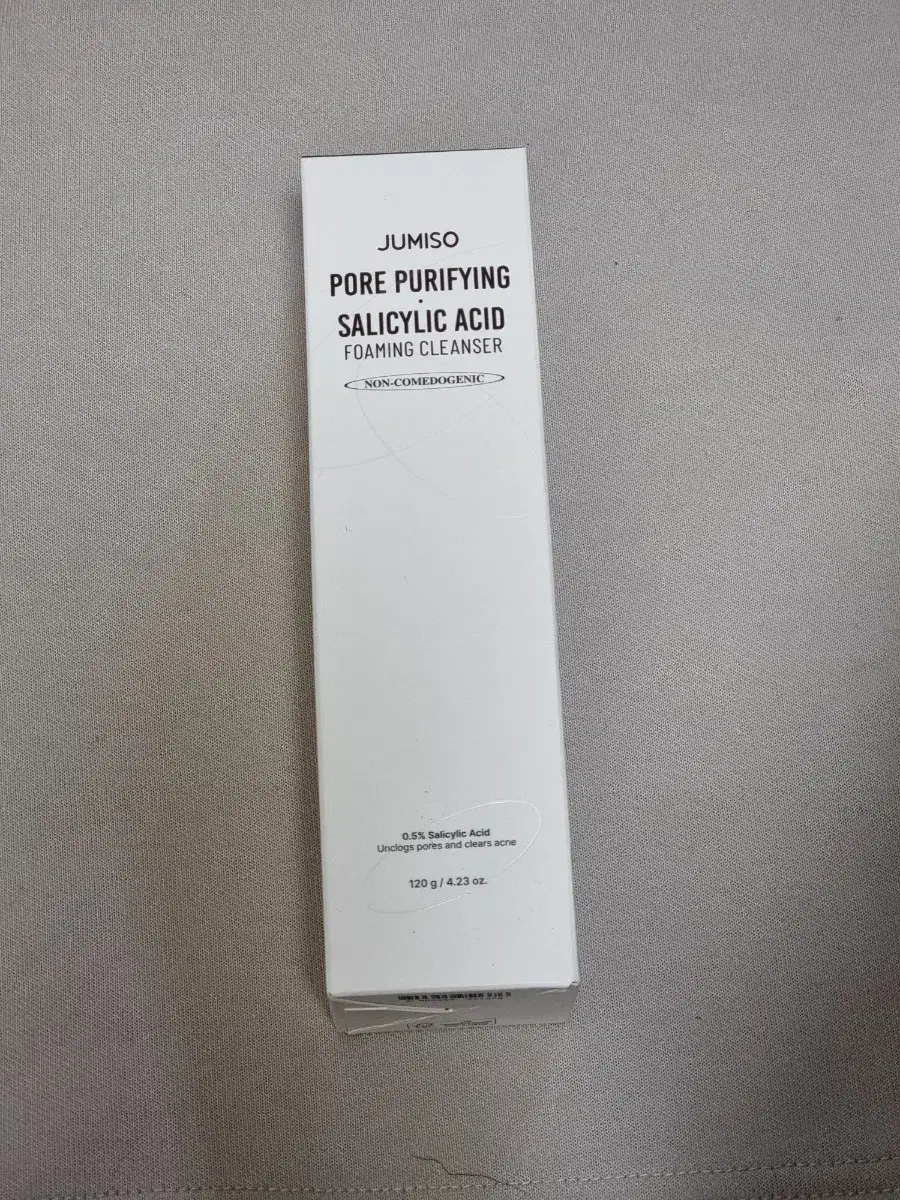 JUMISO
PORE PURIFYING
·
SALICYLIC ACID
FOAMING CLEANSER
NON-COMEDOGENIC
0.5% Salicylic Acid
Unclogs pores and clears acne
120 g / 4.23 oz.